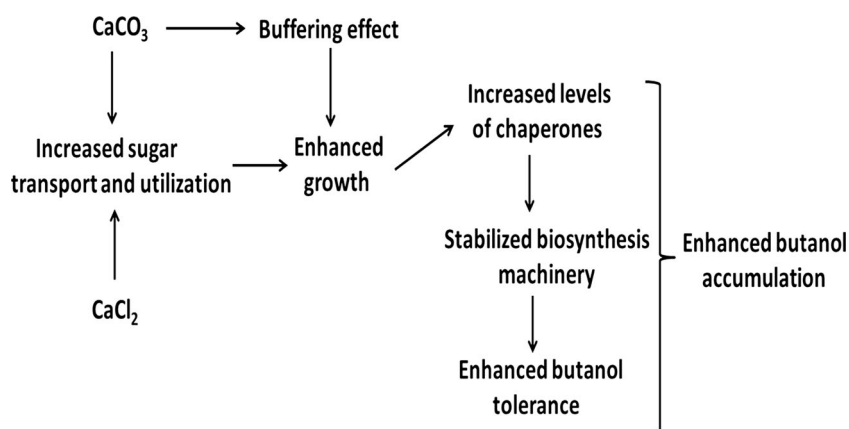 CaCO₃
Buffering effect
Increased levels
of chaperones
Increased sugar
transport and utilization
Enhanced
growth
Stabilized biosynthesis
machinery
Enhanced butanol
accumulation
CaCl₂
Enhanced butanol
tolerance